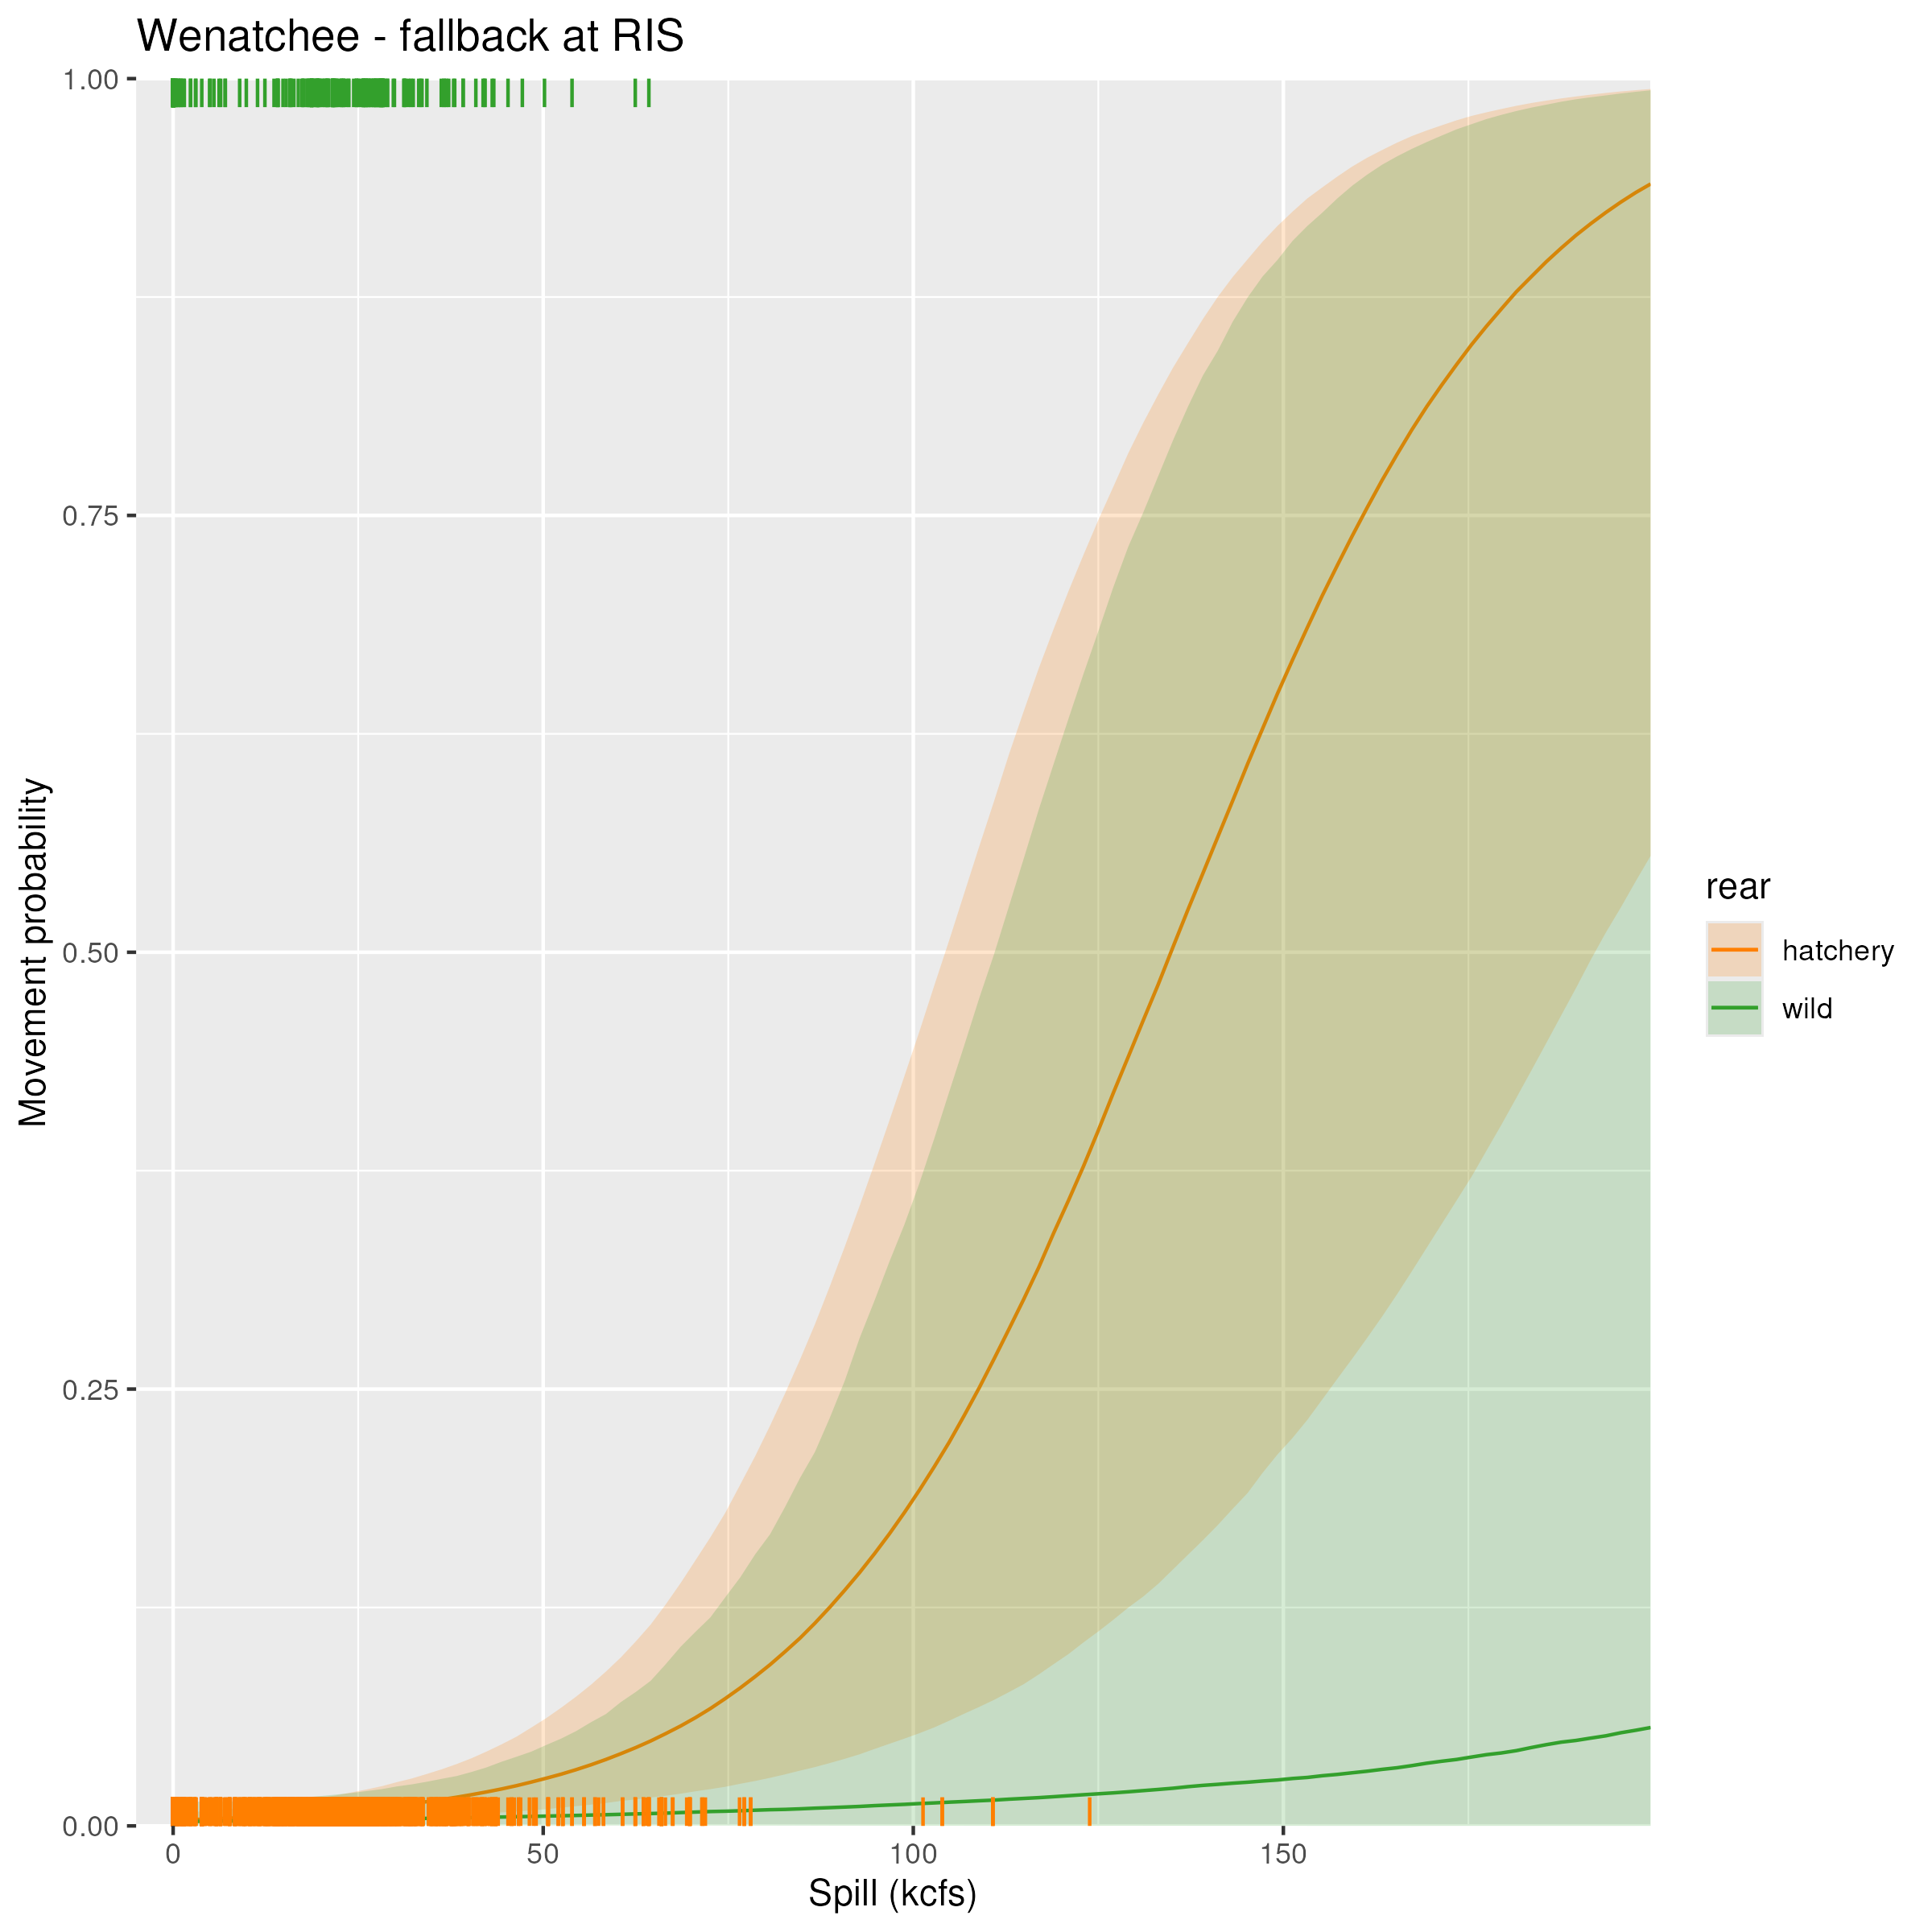 Wenatchee - fallback at RIS
1.00
0.75
0.50
0.25
0.00
Movement probability
0
50
100
150
Spill (kcfs)
rear
hatchery
wild